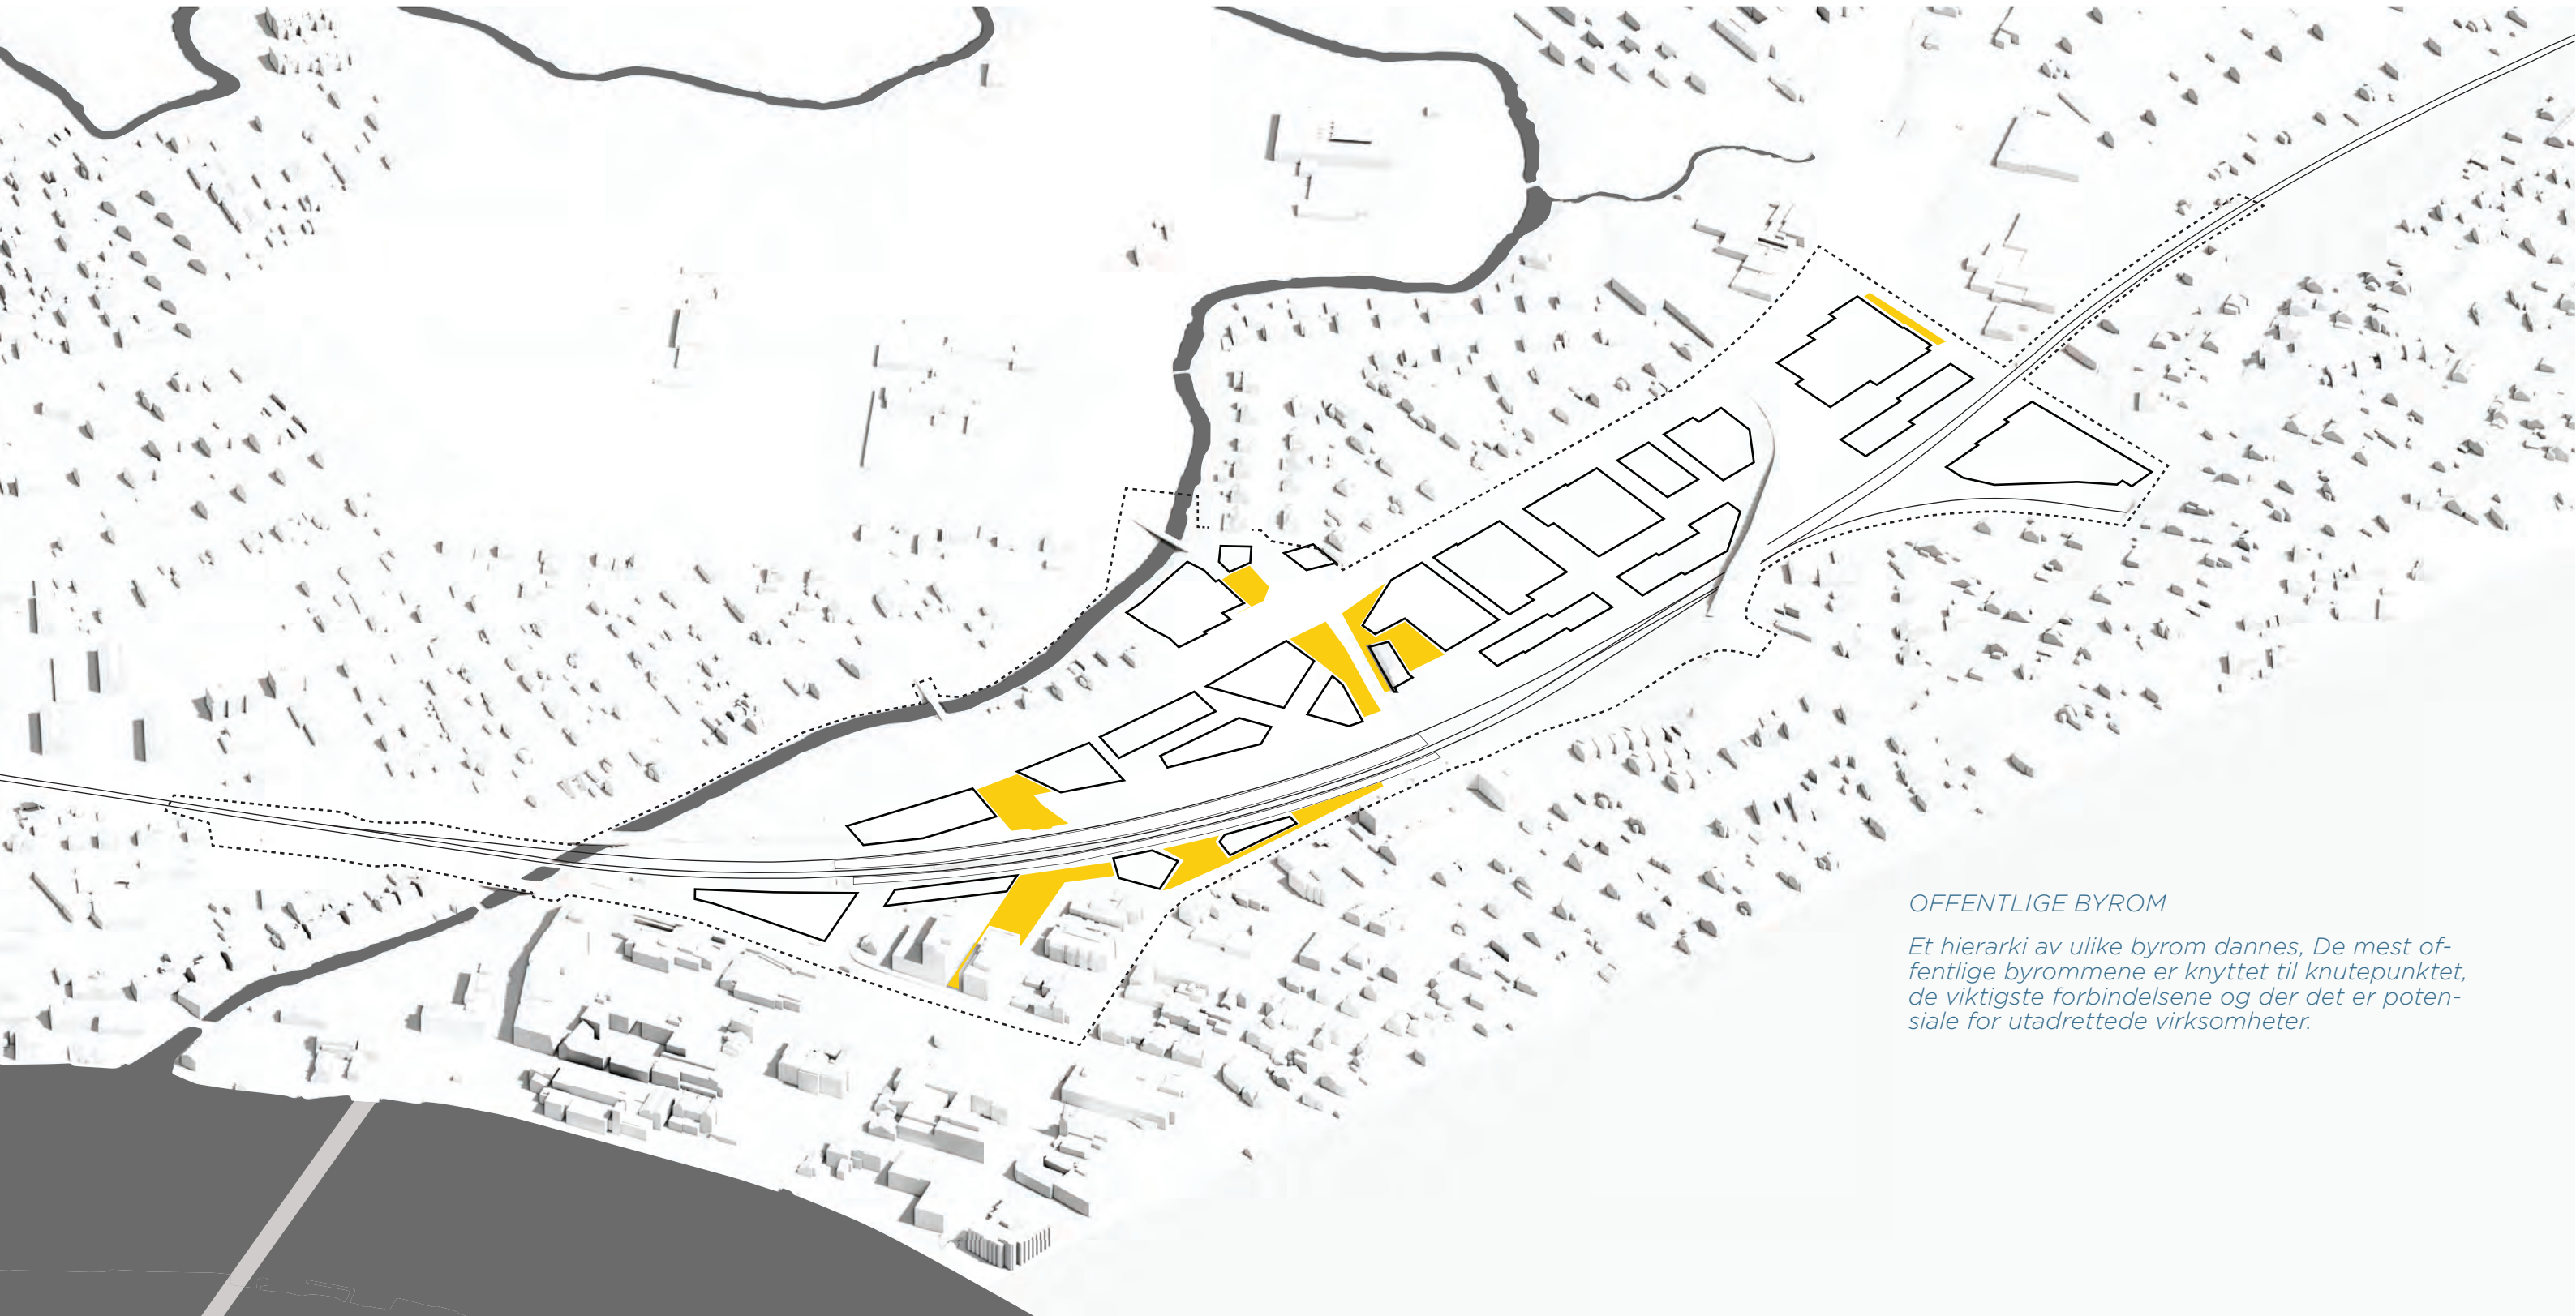 OFFENTLIGE BYROM
Et hierarki av ulike byrom dannes, De mest of-
fentlige byrommene er knyttet til knutepunktet,
de viktigste forbindelsene og der det er poten-
siale for utadrettede virksomheter.